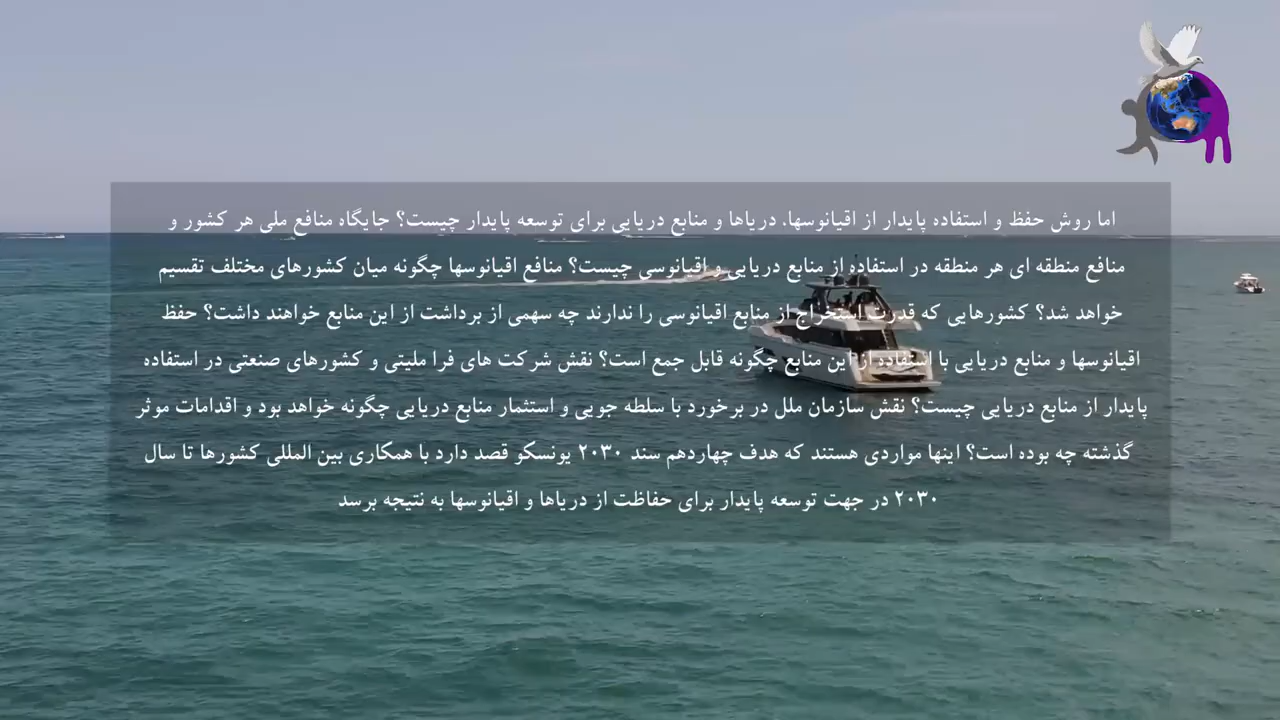 اما روش حفظ و استفاده پایدار از اقیانوسها، دریاها و منابع دریایی برای توسعه پایدار چیست؟ جایگاه منافع ملی هر کشور و
منافع منطقه ای هر منطقه در استفاده از منابع دریایی و اقیانوسی چیست؟ منافع اقیانوسها چگونه میان کشورهای مختلف تقسیم
خواهد شد؟ کشورهایی که قدرت استخراج از منابع اقیانوسی را ندارند چه سهمی از برداشت از این منابع خواهند داشت؟ حفظ
اقیانوسها و منابع دریایی با استفاده از این منابع چگونه قابل جمع است؟ نقش شرکت های فرا ملیتی و کشورهای صنعتی در استفاده
پایدار از منابع دریایی چیست؟ نقش سازمان ملل در برخورد با سلطه جویی و استثمار منابع دریایی چگونه خواهد بود و اقدامات موثر
گذشته چه بوده است؟ اینها مواردی هستند که هدف چهاردهم سند ۲۰۳۰ یونسکو قصد دارد با همکاری بین المللی کشورها تا سال
۲۰۳۰ در جهت توسعه پایدار برای حفاظت از دریاها و اقیانوسها به نتیجه برسد